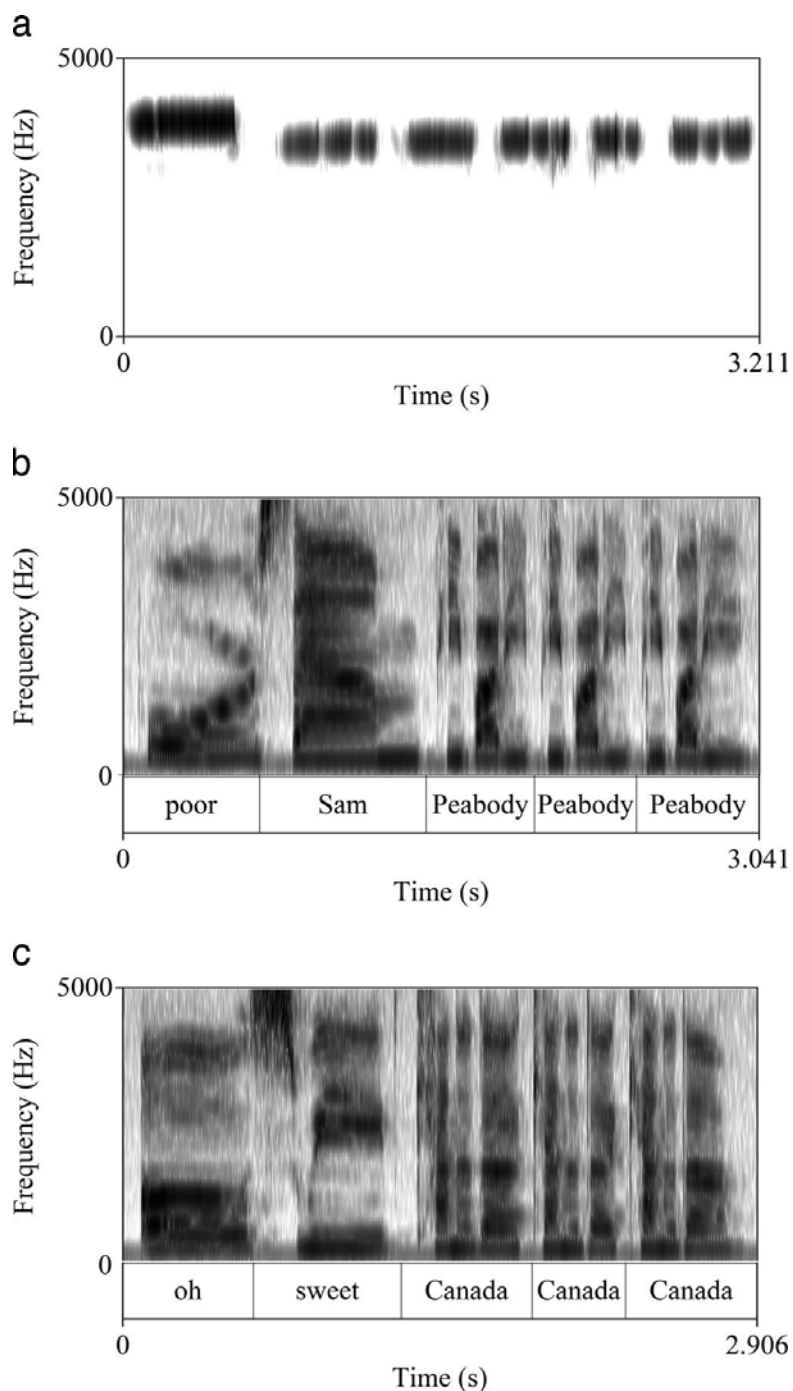 a
5000
Frequency (Hz)
0
0 3.211
Time (s)
b
5000
Frequency (Hz)
0
poor Sam Peabody Peabody Peabody
0 3.041
Time (s)
c
5000
Frequency (Hz)
0
oh sweet Canada Canada Canada
0 2.906
Time (s)